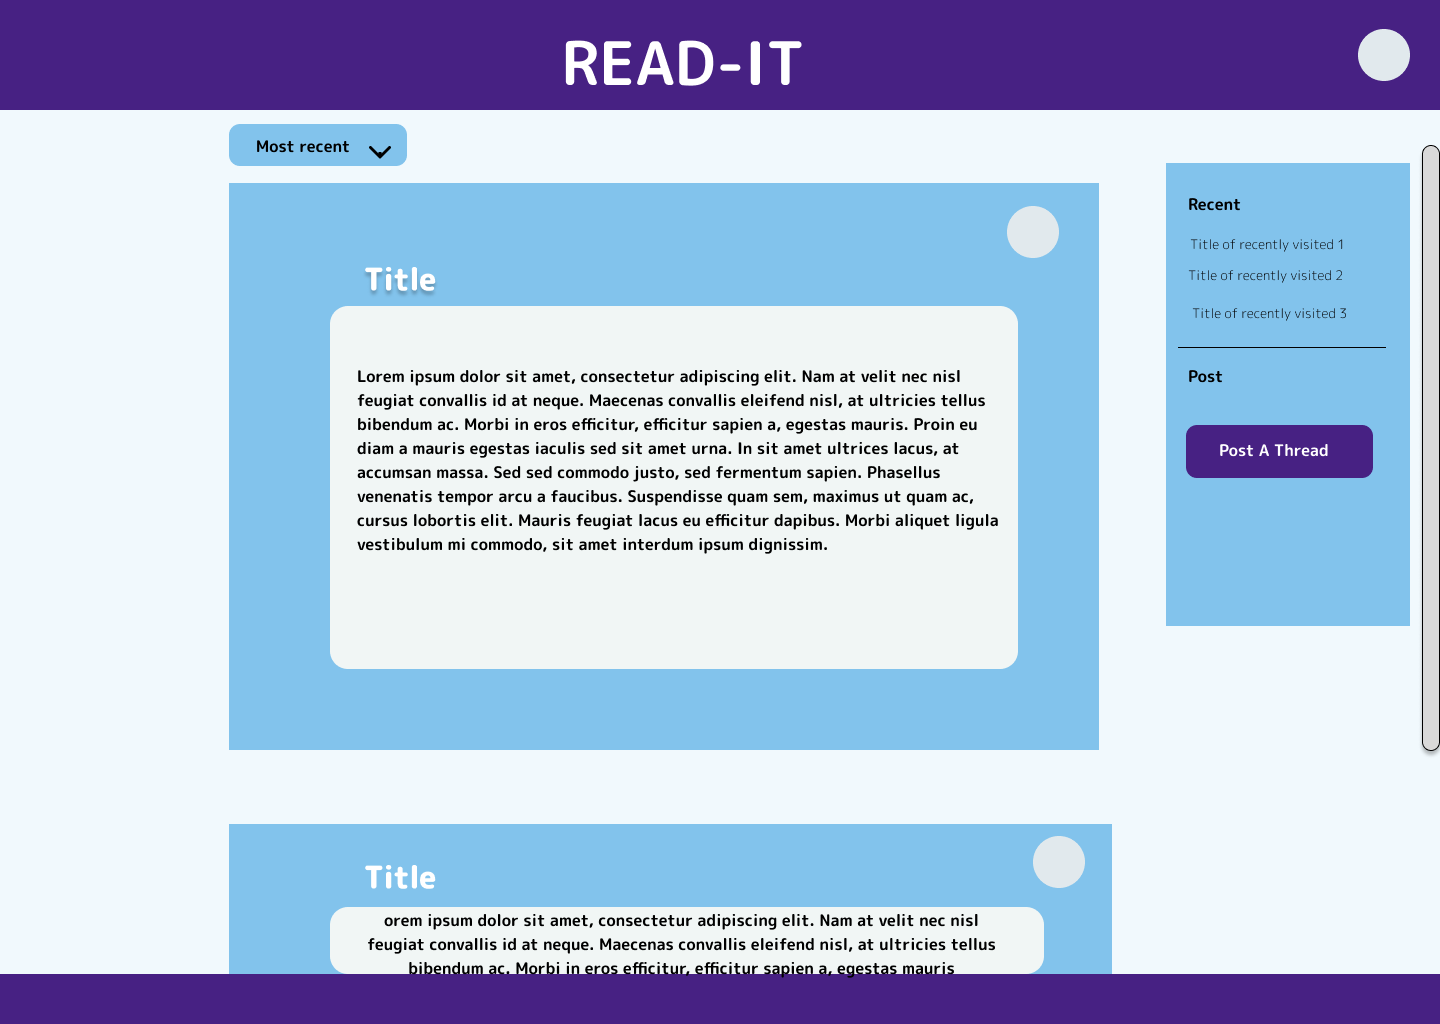 READ-IT
Most recent
Title
Lorem ipsum dolor sit amet, consectetur adipiscing elit. Nam at velit nec nisl
feugiat convallis id at neque. Maecenas convallis eleifend nisl, at ultricies tellus
bibendum ac. Morbi in eros efficitur, efficitur sapien a, egestas mauris. Proin eu
diam a mauris egestas iaculis sed sit amet urna. In sit amet ultrices lacus, at
accumsan massa. Sed sed commodo justo, sed fermentum sapien. Phasellus
venenatis tempor arcu a faucibus. Suspendisse quam sem, maximus ut quam ac,
cursus lobortis elit. Mauris feugiat lacus eu efficitur dapibus. Morbi aliquet ligula
vestibulum mi commodo, sit amet interdum ipsum dignissim.
Recent
Title of recently visited 1
Title of recently visited 2
Title of recently visited 3
Post
Post A Thread
Title
orem ipsum dolor sit amet, consectetur adipiscing elit. Nam at velit nec nisl
feugiat convallis id at neque. Maecenas convallis eleifend nisl, at ultricies tellus
bibendum ac. Morbi in eros efficitur, efficitur sapien a, egestas mauris